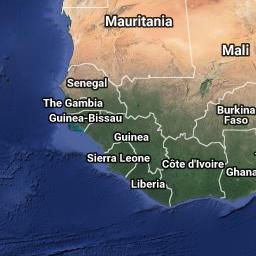 Mauritania
Mali
Senegal
The Gambia
Guinea-Bissau
Burkina
Faso
Guinea
Sierra Leone
Côte d'Ivoire
Ghana
Liberia